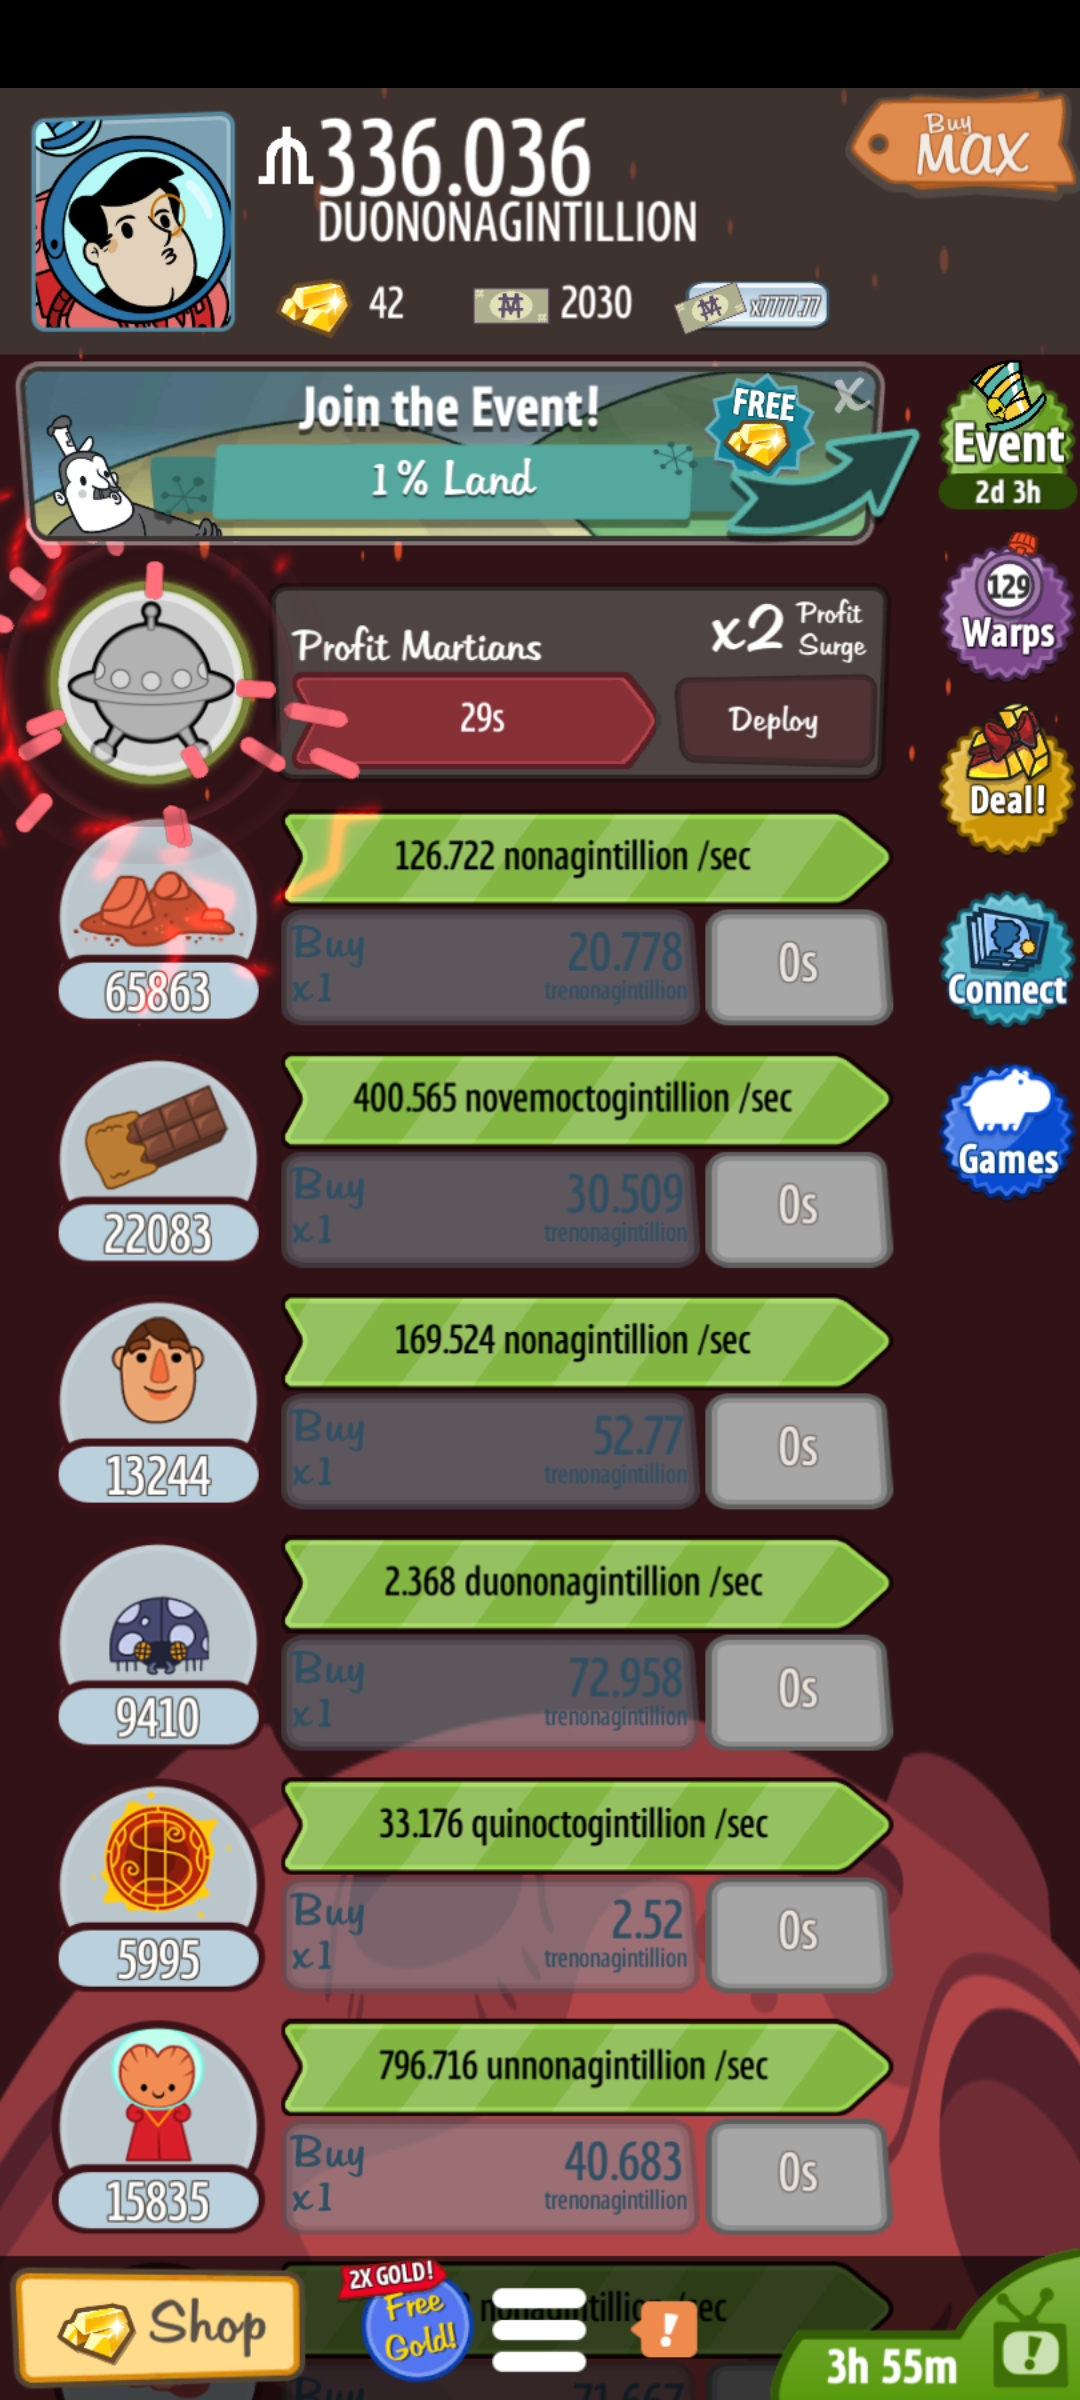 336.036
Buy
MAX
DUONONAGINTILLION
42
2030
x7777.77
Join the Event!
FREE
X
1% Land
Event
2d 3h
129
Warps
Profit Martians
x2
Profit
Surge
29s
Deploy
Deal!
126.722 nonagintillion /sec
Buy
x1
20.778
trenonagintillion
0s
65863
Connect
400.565 novemoctogintillion /sec
Buy
x1
30.509
trenonagintillion
0s
22083
Games
169.524 nonagintillion /sec
Buy
x1
52.77
trenonagintillion
0s
13244
2.368 duononagintillion /sec
Buy
x1
72.958
trenonagintillion
0s
9410
33.176 quinoctogintillion /sec
Buy
x1
2.52
trenonagintillion
0s
5995
796.716 unnonagintillion /sec
Buy
x1
40.683
trenonagintillion
0s
15835
Shop
2X GOLD!
Free
Gold!
nonagintillion /sec
!
3h 55m
!
Buy
71.667